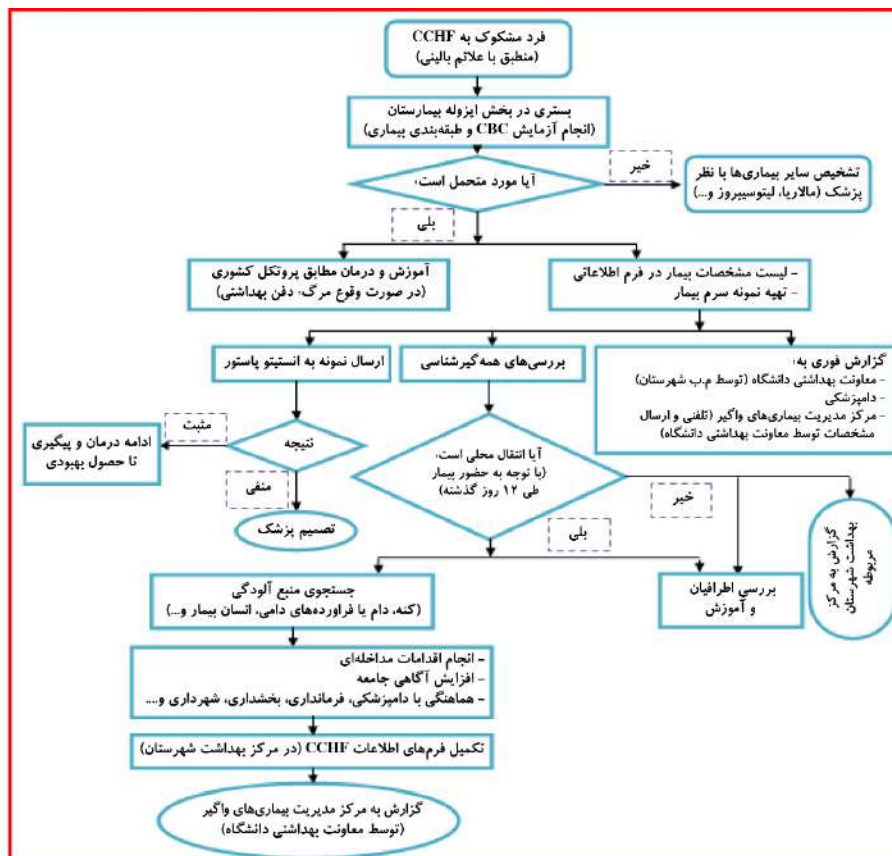 فرد مشکوک به CCHF
(منطبق با علائم بالینی)
بستری در بخش ایزوله بیمارستان
(انجام آزمایش CBC و طبقه‌بندی بیماری)
آیا مورد متحمل است؛
خیر
تشخیص سایر بیماری‌ها با نظر
پزشک (مالاریا، لپتوسپیروز و...)
بلی
آموزش و درمان مطابق پروتکل کشوری
(در صورت وقوع مرگ، دفن بهداشتی)
- لیست مشخصات بیمار در فرم اطلاعاتی
- تهیه نمونه سرم بیمار
ارسال نمونه به انستیتو پاستور
بررسی‌های همه‌گیرشناسی
گزارش فوری به:
- معاونت بهداشتی دانشگاه (توسط م.ب شهرستان)
- دامپزشکی
- مرکز مدیریت بیماری‌های واگیر (تلفنی و ارسال
مشخصات توسط معاونت بهداشتی دانشگاه)
نتیجه
مثبت
ادامه درمان و پیگیری
تا حصول بهبودی
منفی
تصمیم پزشک
آیا انتقال محلی است؛
(با توجه به حضور بیمار
طی ۱۲ روز گذشته)
خیر
بلی
گزارش به مرکز
بهداشت شهرستان
مربوطه
بررسی اطرافیان
و آموزش
جستجوی منبع آلودگی
(کنه، دام یا فراورده‌های دامی، انسان بیمار و...)
- انجام اقدامات مداخله‌ای
- افزایش آگاهی جامعه
- هماهنگی با دامپزشکی، فرمانداری، بخشداری، شهرداری و....
تکمیل فرم‌های اطلاعات CCHF (در مرکز بهداشت شهرستان)
گزارش به مرکز مدیریت بیماری‌های واگیر
(توسط معاونت بهداشتی دانشگاه)